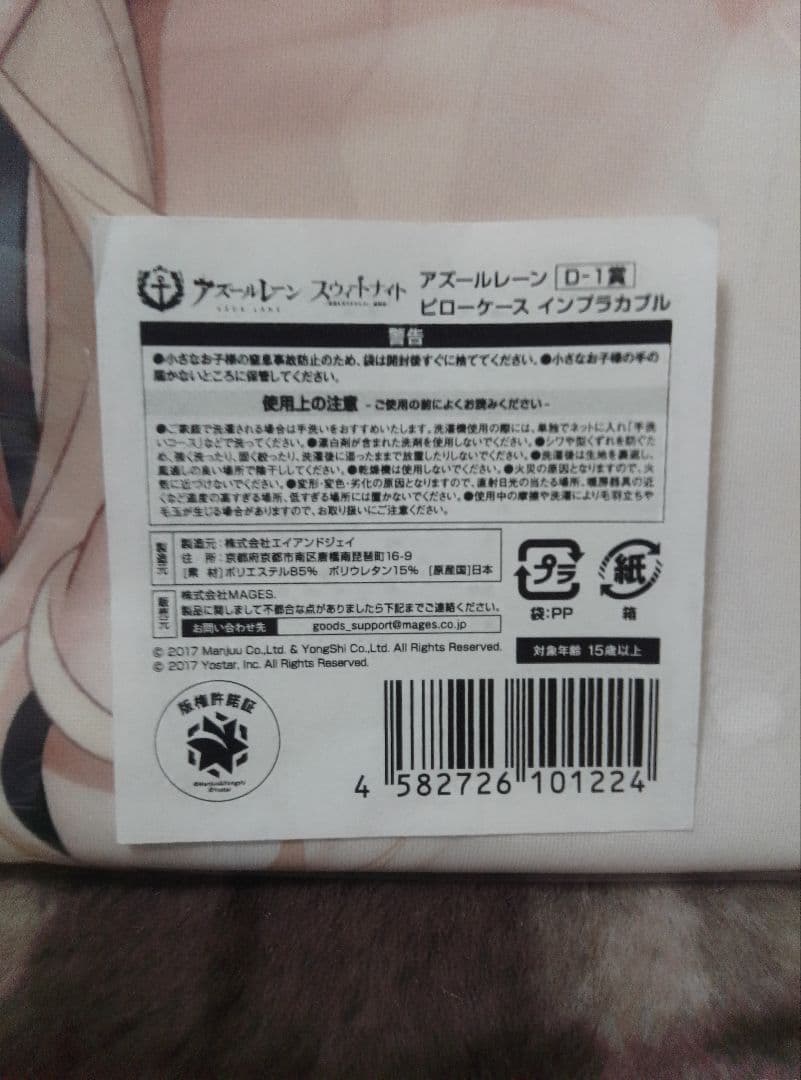 アズールレーン
AZUR LANE
スウィートナイト
アズールレーン D-1賞
ピローケース インプラカブル
警告
●小さなお子様の窒息事故防止のため、袋は開封後すぐに捨ててください。●小さなお子様の手の
届かないところに保管してください。
使用上の注意 -ご使用の前によくお読みください-
●ご家庭で洗濯される場合は手洗いをおすすめいたします。洗濯機使用の際には、単独でネットに入れ「手洗
いコース」などで洗ってください。●漂白剤が含まれた洗剤を使用しないでください。●シワや型くずれを防ぐた
め、強く洗ったり、固く絞ったり、洗濯後に湿ったままで放置したりしないでください。●洗濯後は生地を裏返し、
風通しの良い場所で陰干ししてください。●乾燥機は使用しないでください。●火災の原因となりますので、火
気に近づけないでください。●変形・変色・劣化の原因となりますので、直射日光の当たる場所、暖房器具の近
くなど温度の高すぎる場所、低すぎる場所には置かないでください。●使用中の摩擦や洗濯により毛羽立ちや
毛玉が生じる場合がありますので、お取り扱いにご注意ください。
製造元
製造元：株式会社エイアンドジェイ
住 所：京都府京都市南区唐橋南琵琶町16-9
[素 材]ポリエステル85% ポリウレタン15% [原産国]日本
販売元
株式会社MAGES.
製品に関しまして不都合な点がありましたら下記までご連絡ください。
お問い合わせ先 goods_support@mages.co.jp
プラ
袋:PP
紙
箱
© 2017 Manjuu Co.,Ltd. & YongShi Co.,Ltd. All Rights Reserved.
© 2017 Yostar, Inc. All Rights Reserved.
対象年齢 15歳以上
版権許諾証
©Manjuu&Yongshi
©Yostar
4 582726 101224